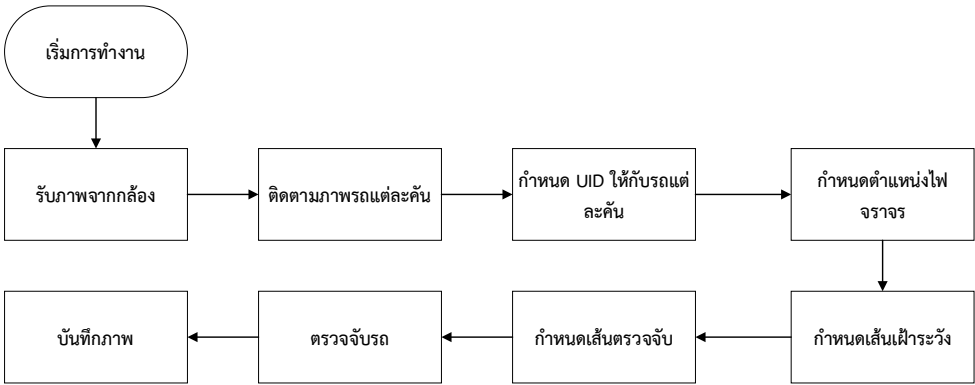 เริ่มการทำงาน
รับภาพจากกล้อง
ติดตามภาพรถแต่ละคัน
กำหนด UID ให้กับรถแต่
ละคัน
กำหนดตำแหน่งไฟ
จราจร
กำหนดเส้นเฝ้าระวัง
กำหนดเส้นตรวจจับ
ตรวจจับรถ
บันทึกภาพ